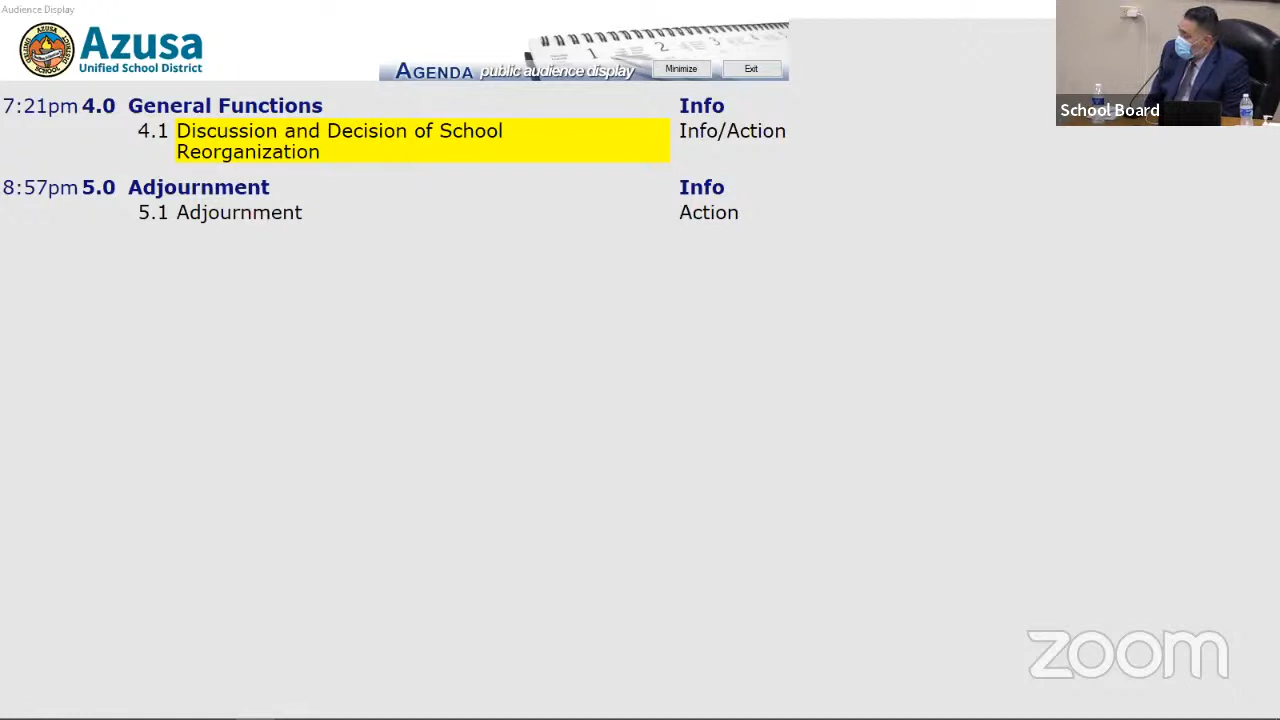 Audience Display
Azusa
Unified School District
AGENDA public audience display
Minimize
Exit
School Board
7:21pm 4.0 General Functions Info
4.1 Discussion and Decision of School Info/Action
Reorganization
8:57pm 5.0 Adjournment Info
5.1 Adjournment Action
zoom